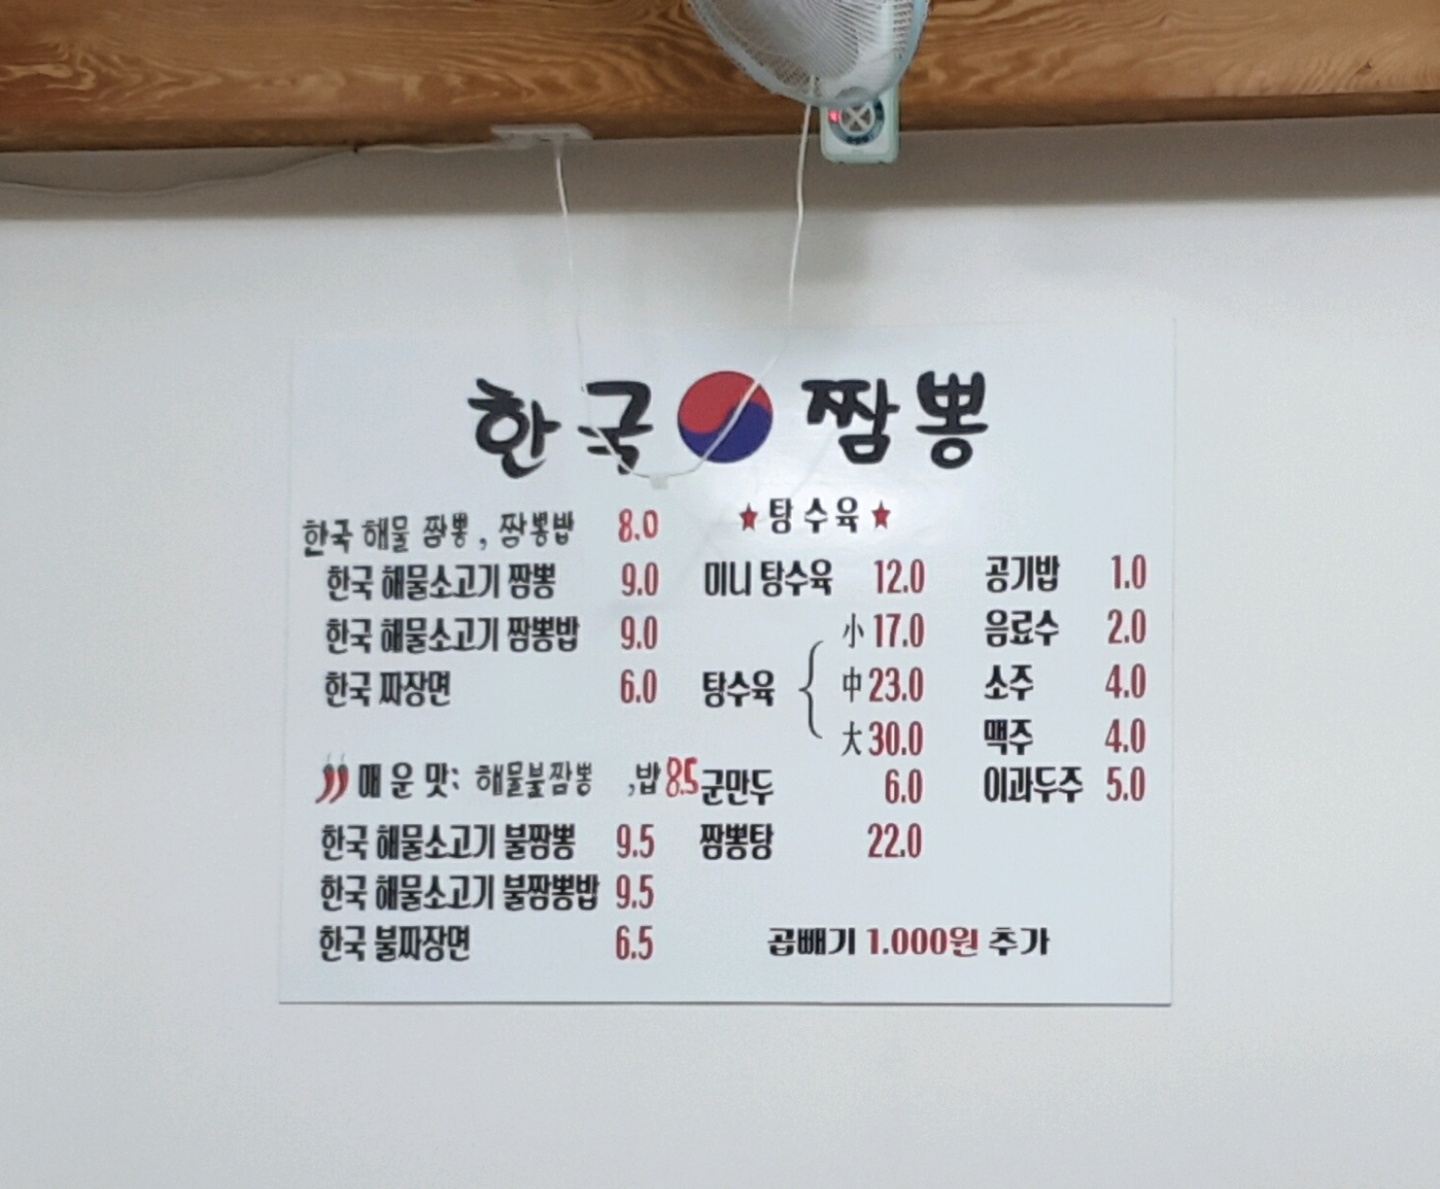 한국 짬뽕
한국 해물 짬뽕, 짬뽕밥 8.0
한국 해물소고기 짬뽕 9.0
한국 해물소고기 짬뽕밥 9.0
한국 짜장면 6.0
매운맛: 해물불짬뽕 ,밥 8.5
한국 해물소고기 불짬뽕 9.5
한국 해물소고기 불짬뽕밥 9.5
한국 불짜장면 6.5
★탕수육★
미니 탕수육 12.0
탕수육 { 小 17.0
中 23.0
大 30.0
군만두 6.0
짬뽕탕 22.0
공기밥 1.0
음료수 2.0
소주 4.0
맥주 4.0
이과두주 5.0
곱빼기 1.000원 추가